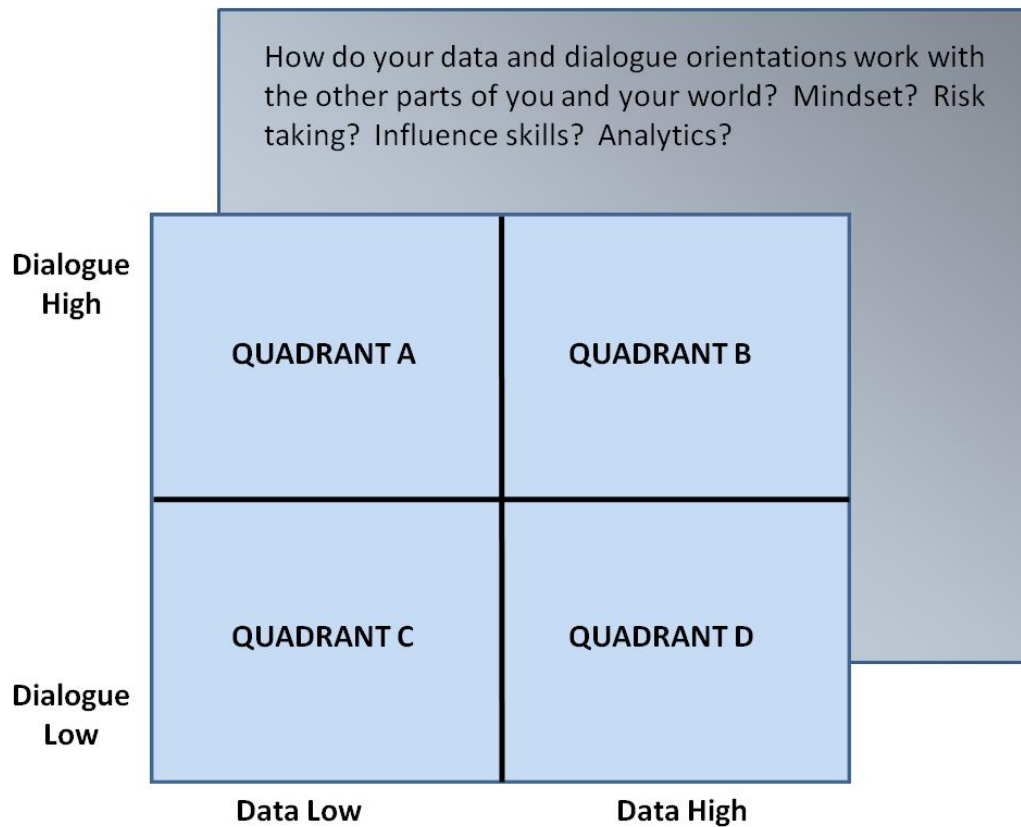 How do your data and dialogue orientations work with
the other parts of you and your world? Mindset? Risk
taking? Influence skills? Analytics?
Dialogue
High
QUADRANT A
QUADRANT B
QUADRANT C
QUADRANT D
Dialogue
Low
Data Low
Data High